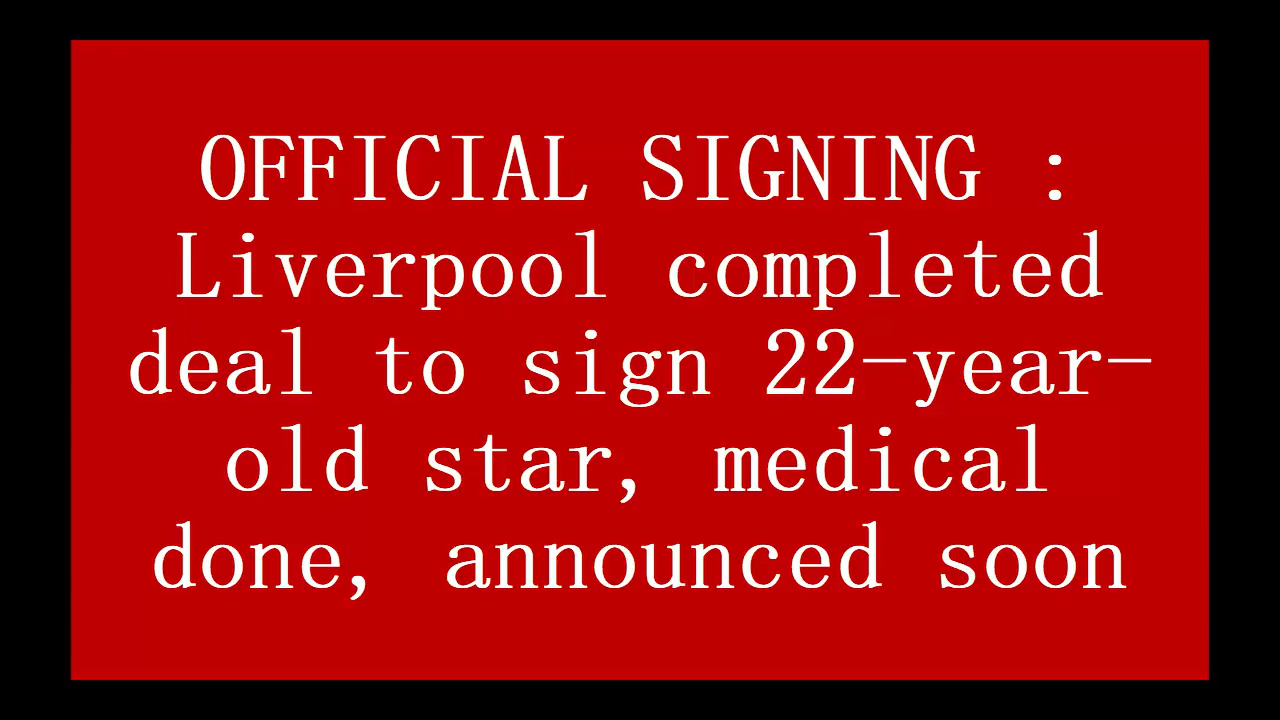 OFFICIAL SIGNING :
Liverpool completed
deal to sign 22-year-
old star, medical
done, announced soon